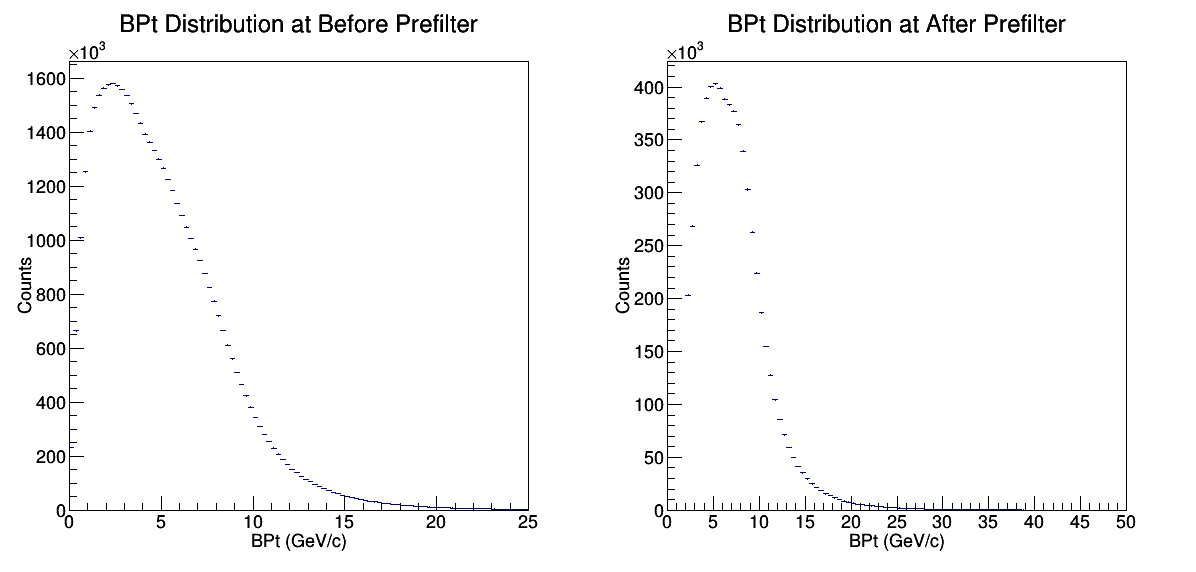 BPt Distribution at Before Prefilter
×10³
1600
1400
1200
1000
800
600
400
200
0
Counts
0 5 10 15 20 25
BPt (GeV/c)
BPt Distribution at After Prefilter
×10³
400
350
300
250
200
150
100
50
0
Counts
0 5 10 15 20 25 30 35 40 45 50
BPt (GeV/c)